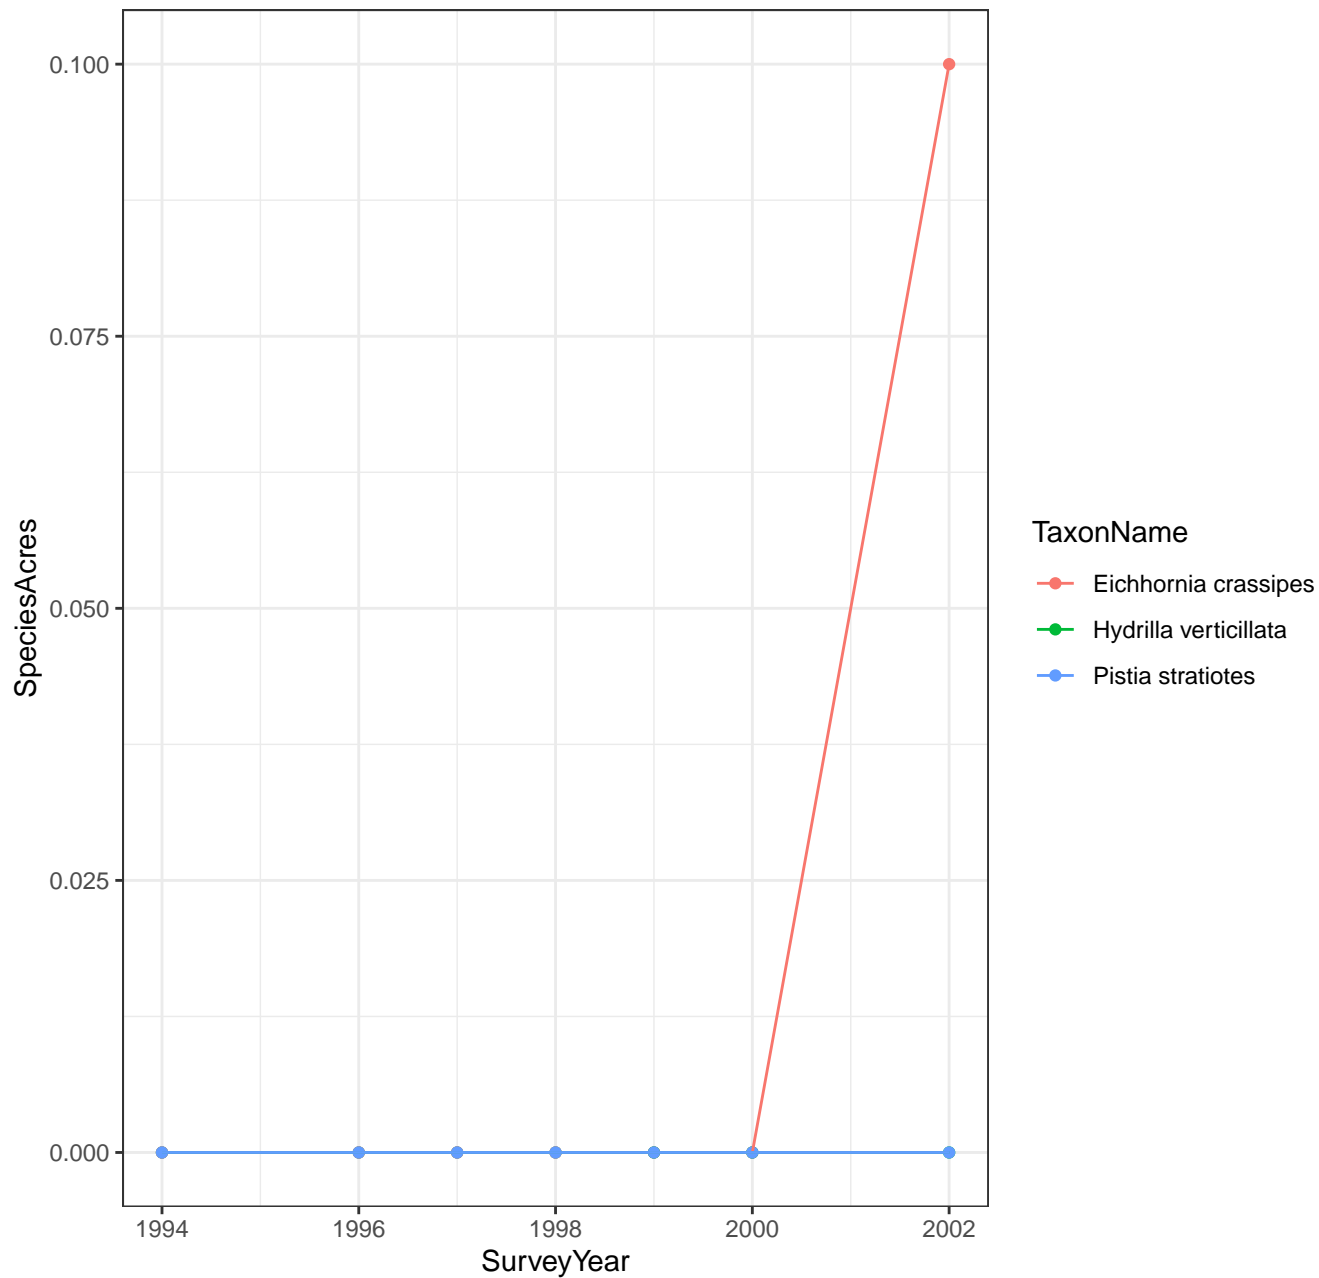 0.100
0.075
0.050
0.025
0.000
SpeciesAcres
1994 1996 1998 2000 2002
SurveyYear
TaxonName
Eichhornia crassipes
Hydrilla verticillata
Pistia stratiotes